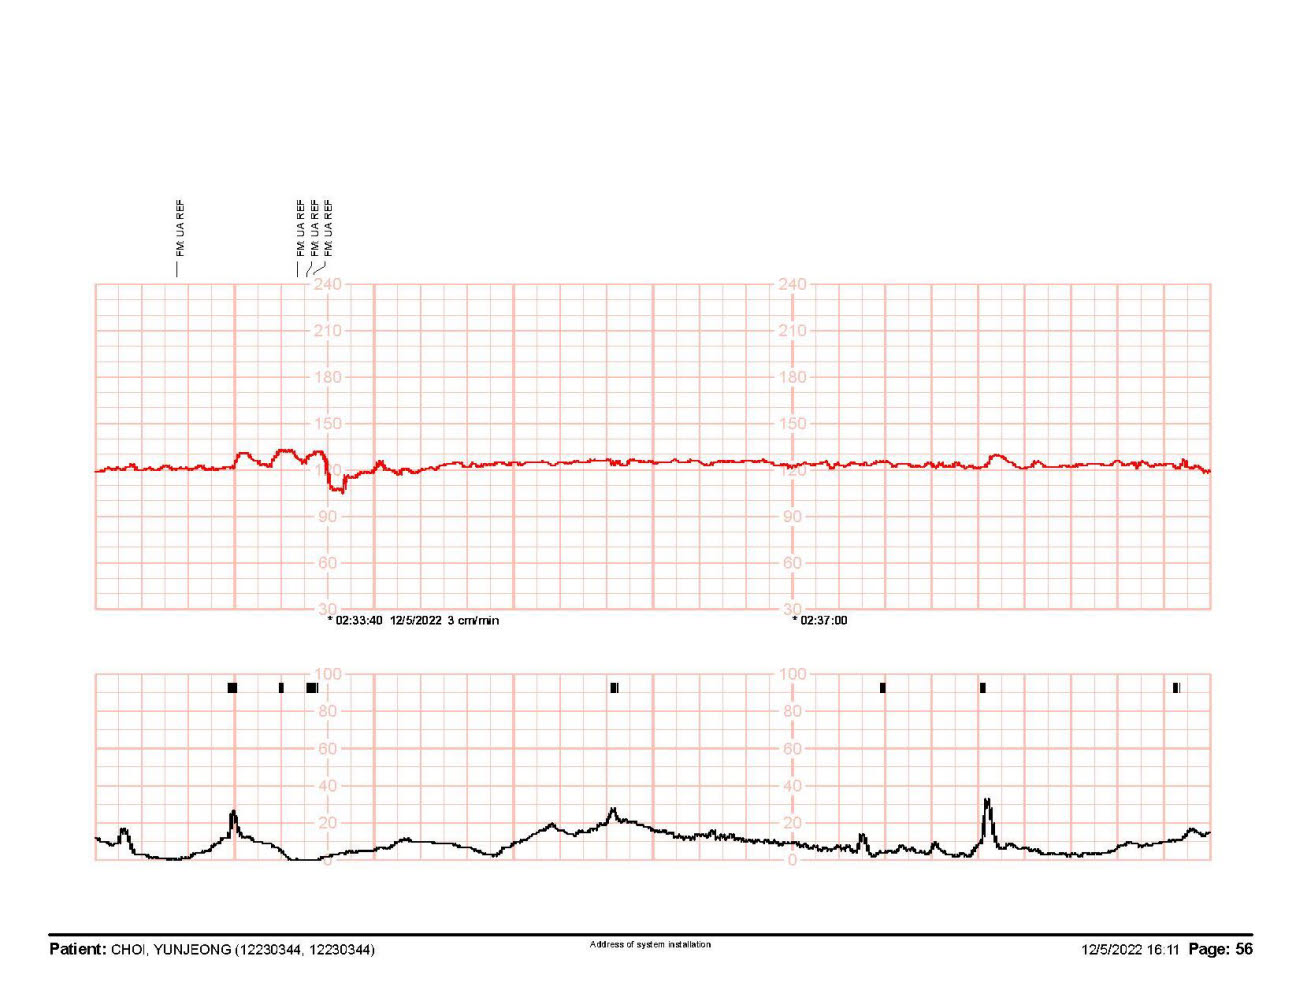 FM: UA REF
FM: UA REF
FM: UA REF
FM: UA REF
240 240
210 210
180 180
150 150
120 120
90 90
60 60
30 30
* 02:33:40 12/5/2022 3 cm/min * 02:37:00
100 100
80 80
60 60
40 40
20 20
0 0
Patient: CHOI, YUNJEONG (12230344, 12230344) Address of system installation 12/5/2022 16:11 Page: 56